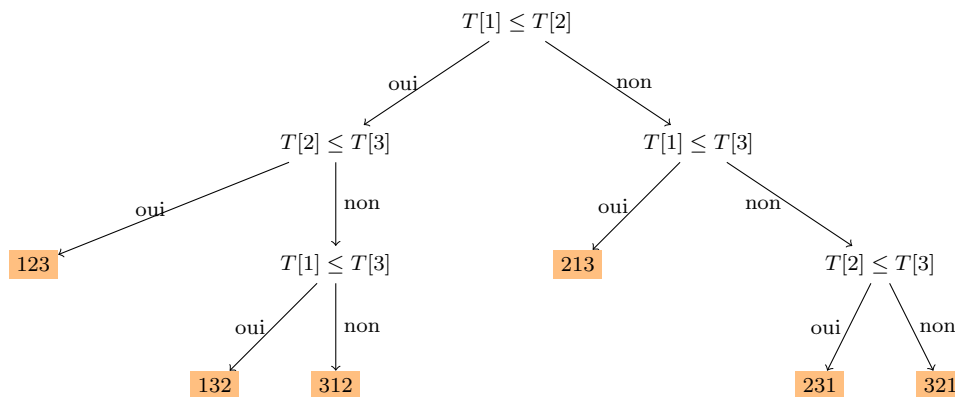 T[1] ≤ T[2]
oui
non
T[2] ≤ T[3]
T[1] ≤ T[3]
oui
non
oui
non
123
T[1] ≤ T[3]
213
T[2] ≤ T[3]
oui
non
oui
non
132
312
231
321